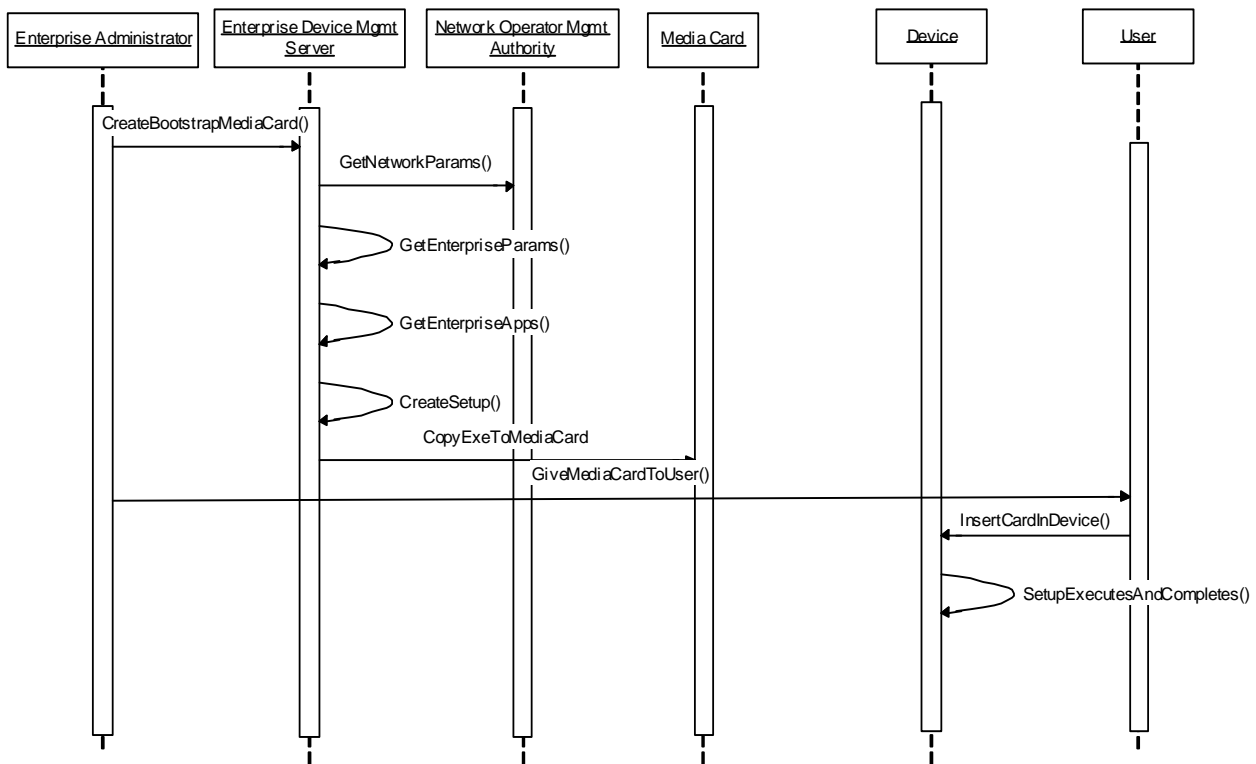 Enterprise Administrator
Enterprise Device Mgmt
Server
Network Operator Mgmt
Authority
Media Card
Device
User
CreateBootstrapMediaCard()
GetNetworkParams()
GetEnterpriseParams()
GetEnterpriseApps()
CreateSetup()
CopyExeToMediaCard
GiveMediaCardToUser()
InsertCardInDevice()
SetupExecutesAndCompletes()